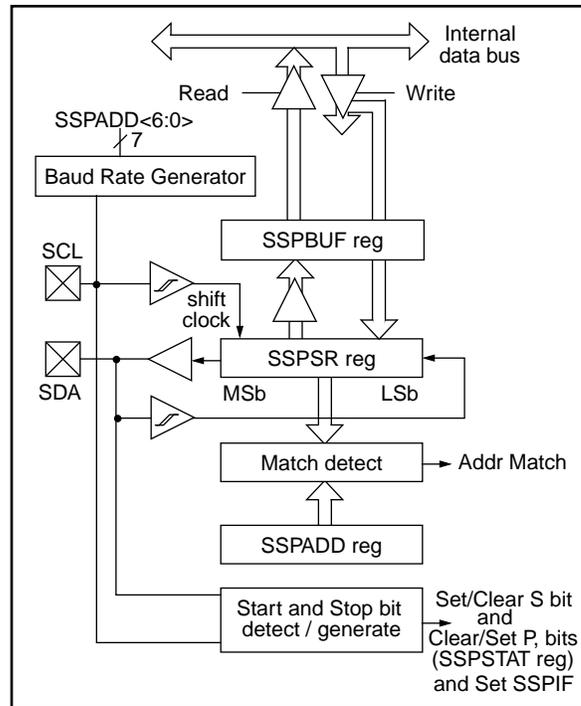 Internal
data bus
Read
Write
SSPADD<6:0>
7
Baud Rate Generator
SSPBUF reg
SCL
shift
clock
SSPSR reg
SDA
MSb
LSb
Match detect
Addr Match
SSPADD reg
Start and Stop bit
detect / generate
Set/Clear S bit
and
Clear/Set P, bits
(SSPSTAT reg)
and Set SSPIF